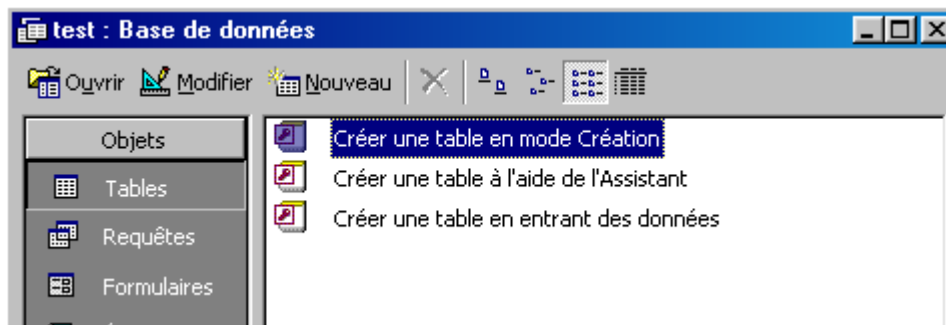 test : Base de données
Ouvrir Modifier Nouveau
Objets
Créer une table en mode Création
Tables
Créer une table à l'aide de l'Assistant
Requêtes
Créer une table en entrant des données
Formulaires